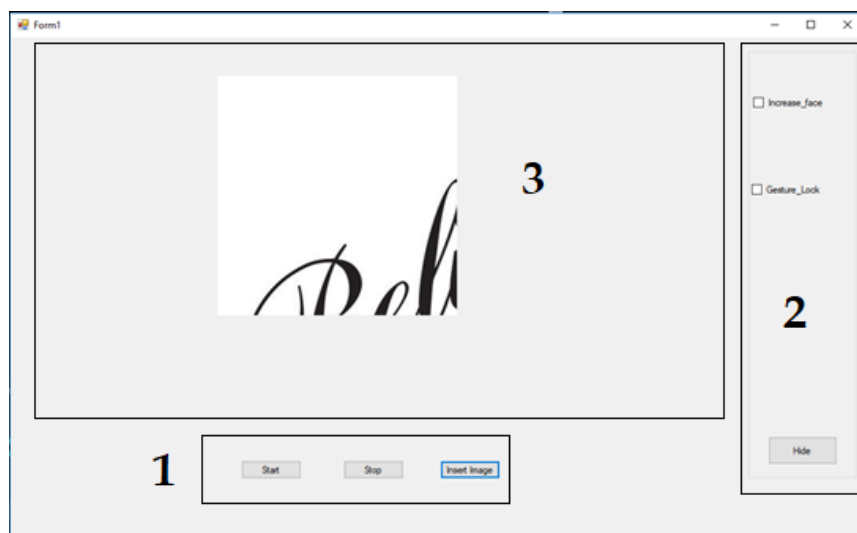 Form1
Increase_face
3
Gesture_Lock
2
1
Start
Stop
Insert Image
Hide